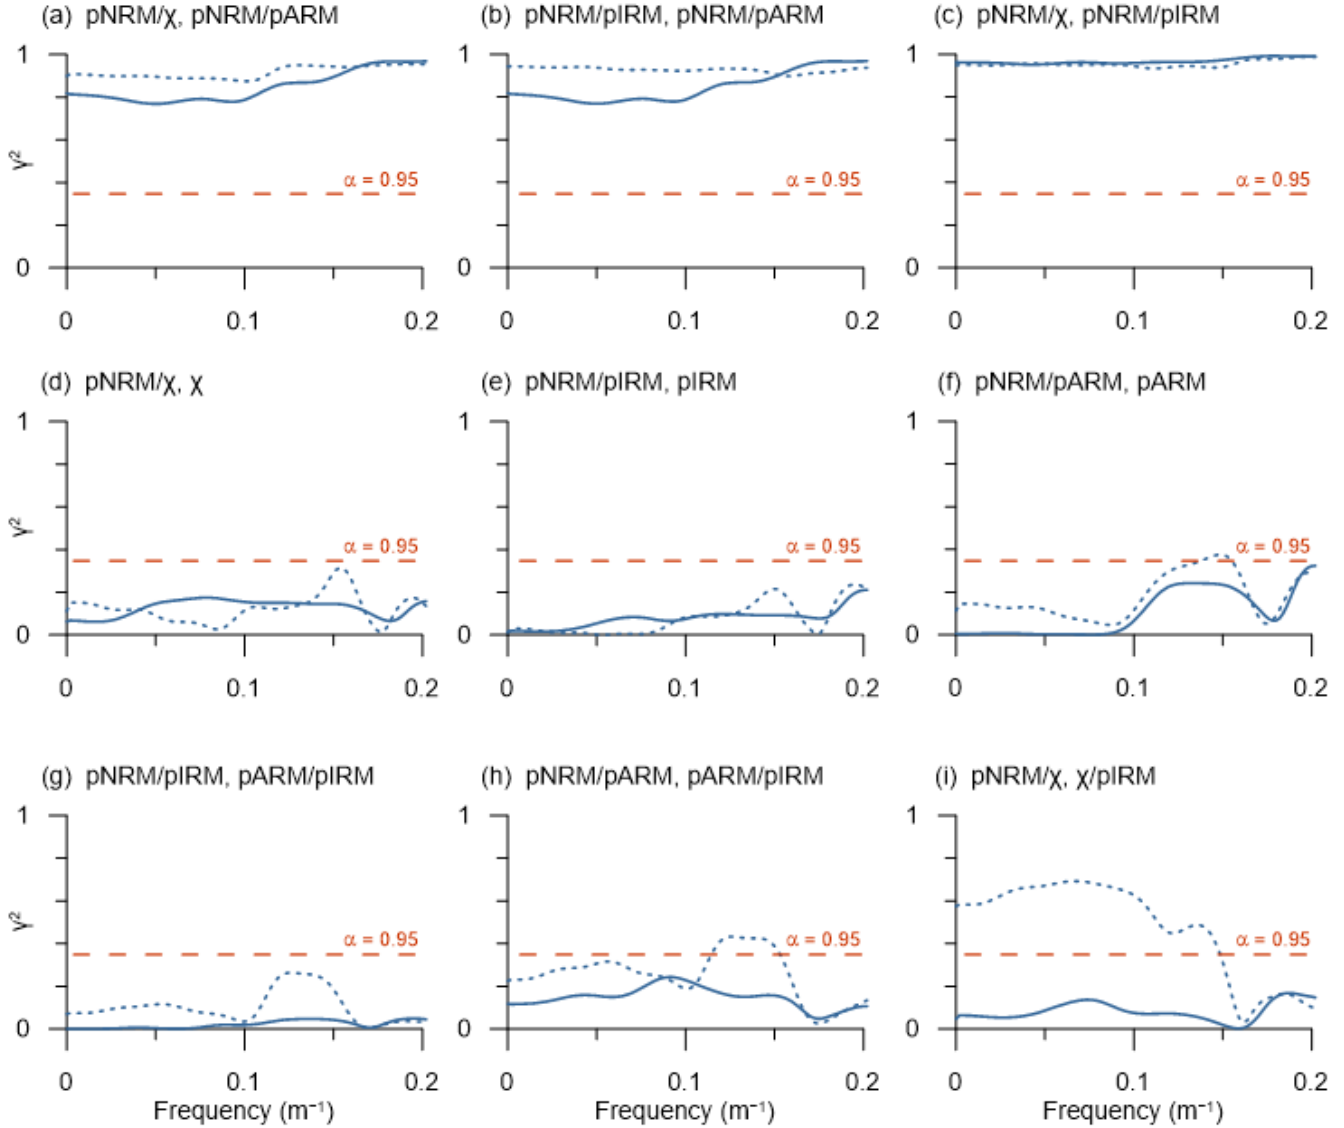 (a) pNRM/χ, pNRM/pARM
(b) pNRM/pIRM, pNRM/pARM
(c) pNRM/χ, pNRM/pIRM
1
γ²
α = 0.95
0
0
0.1
0.2
1
α = 0.95
0
0
0.1
0.2
1
α = 0.95
0
0
0.1
0.2
(d) pNRM/χ, χ
(e) pNRM/pIRM, pIRM
(f) pNRM/pARM, pARM
1
γ²
α = 0.95
0
0
0.1
0.2
1
α = 0.95
0
0
0.1
0.2
1
α = 0.95
0
0
0.1
0.2
(g) pNRM/pIRM, pARM/pIRM
(h) pNRM/pARM, pARM/pIRM
(i) pNRM/χ, χ/pIRM
1
γ²
α = 0.95
0
0
0.1
0.2
Frequency (m⁻¹)
1
α = 0.95
0
0
0.1
0.2
Frequency (m⁻¹)
1
α = 0.95
0
0
0.1
0.2
Frequency (m⁻¹)